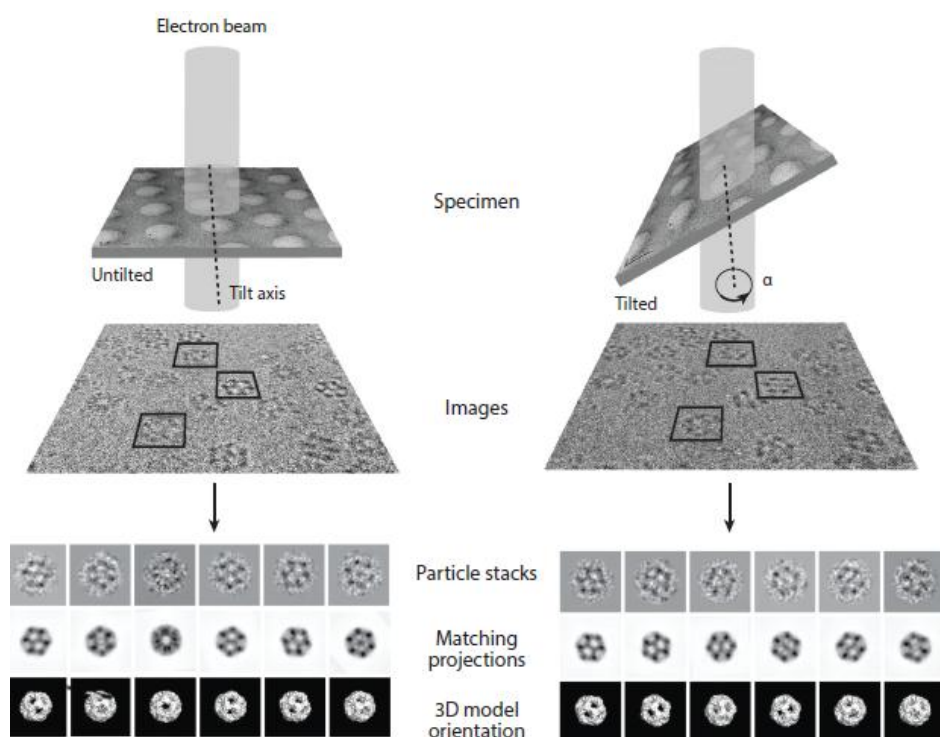 Electron beam
Specimen
Untilted
Tilt axis
α
Tilted
Images
Particle stacks
Matching
projections
3D model
orientation